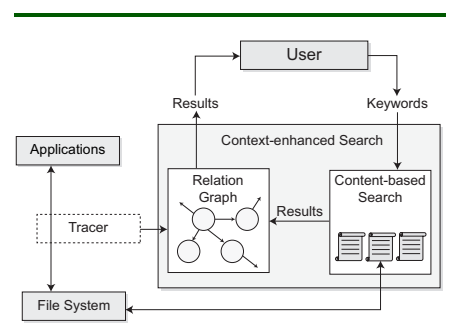 User
Results
Keywords
Context-enhanced Search
Applications
Relation
Graph
Content-based
Search
Results
Tracer
File System